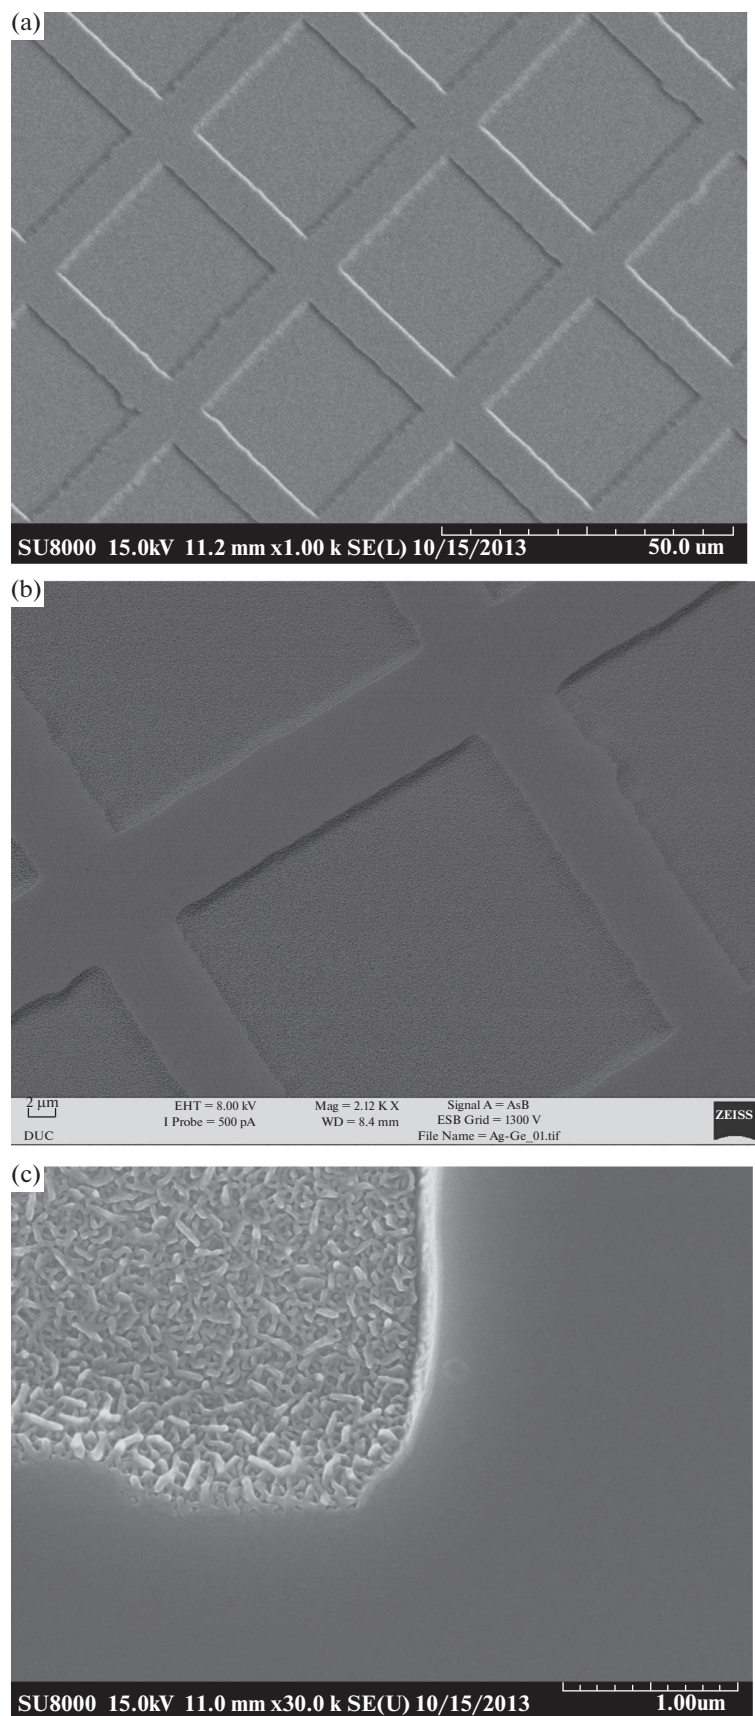 (a)
SU8000 15.0kV 11.2 mm x1.00 k SE(L) 10/15/2013 50.0 um
(b)
2 μm EHT = 8.00 kV Mag = 2.12 K X Signal A = AsB ZEISS
I Probe = 500 pA WD = 8.4 mm ESB Grid = 1300 V
DUC File Name = Ag-Ge_01.tif
(c)
SU8000 15.0kV 11.0 mm x30.0 k SE(U) 10/15/2013 1.00um